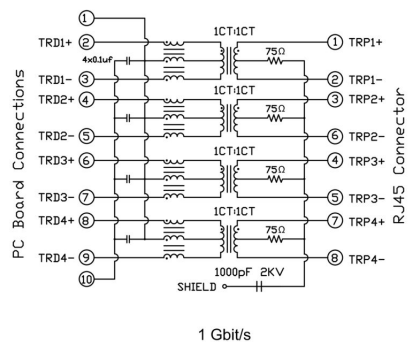 1
1CT:1CT
TRD1+ 2 1 TRP1+
4x0.1uf 75Ω
TRD1- 3 2 TRP1-
TRD2+ 4 1CT:1CT 3 TRP2+
75Ω
TRD2- 5 6 TRP2-
TRD3+ 6 1CT:1CT 4 TRP3+
75Ω
TRD3- 7 5 TRP3-
TRD4+ 8 1CT:1CT 7 TRP4+
75Ω
TRD4- 9 8 TRP4-
10 1000pF 2KV
SHIELD
PC Board Connections
RJ45 Connector
1 Gbit/s